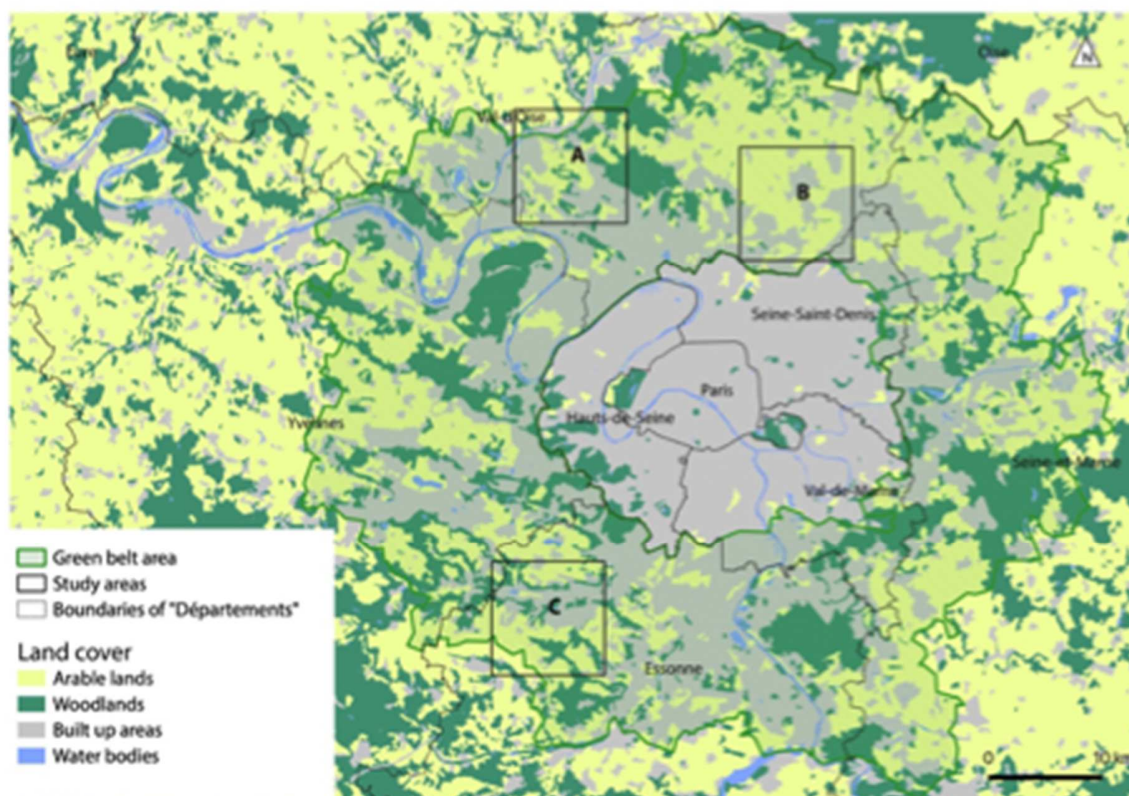 Eure
Oise
N
Val-d'Oise
A
B
Seine-Saint-Denis
Paris
Hauts-de-Seine
Yvelines
Seine-et-Marne
Val-de-Marne
Green belt area
Study areas
Boundaries of "Départements"
C
Land cover
Essonne
Arable lands
Woodlands
Built up areas
Water bodies
0 10 km